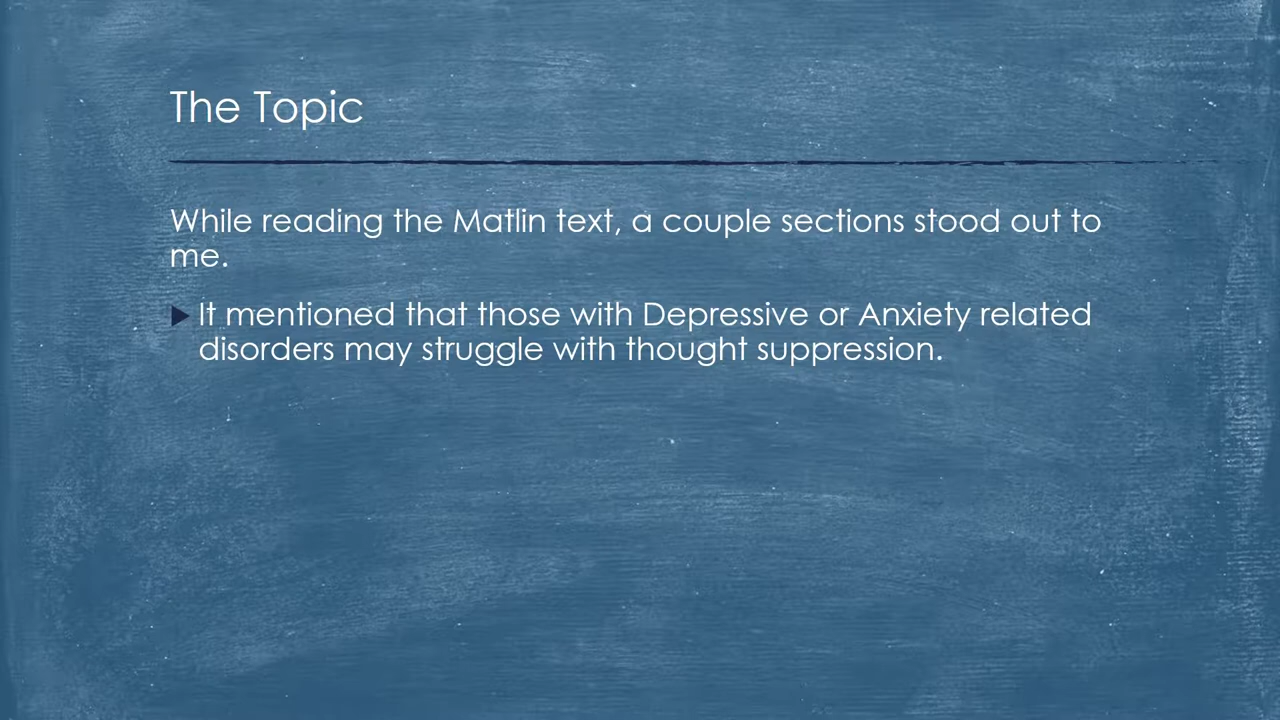 The Topic
While reading the Matlin text, a couple sections stood out to
me.
It mentioned that those with Depressive or Anxiety related
disorders may struggle with thought suppression.